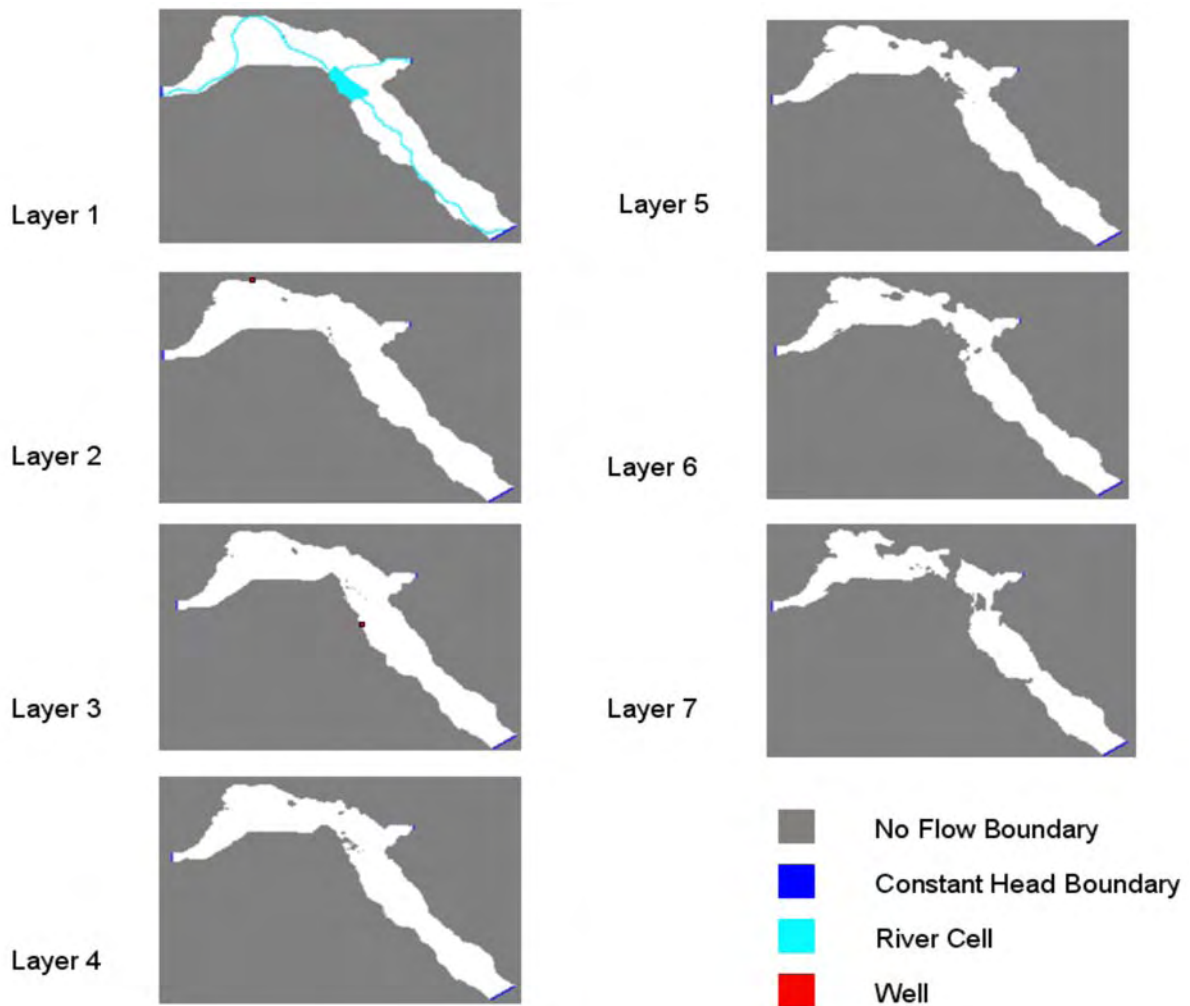 Layer 1
Layer 2
Layer 3
Layer 4
Layer 5
Layer 6
Layer 7
No Flow Boundary
Constant Head Boundary
River Cell
Well